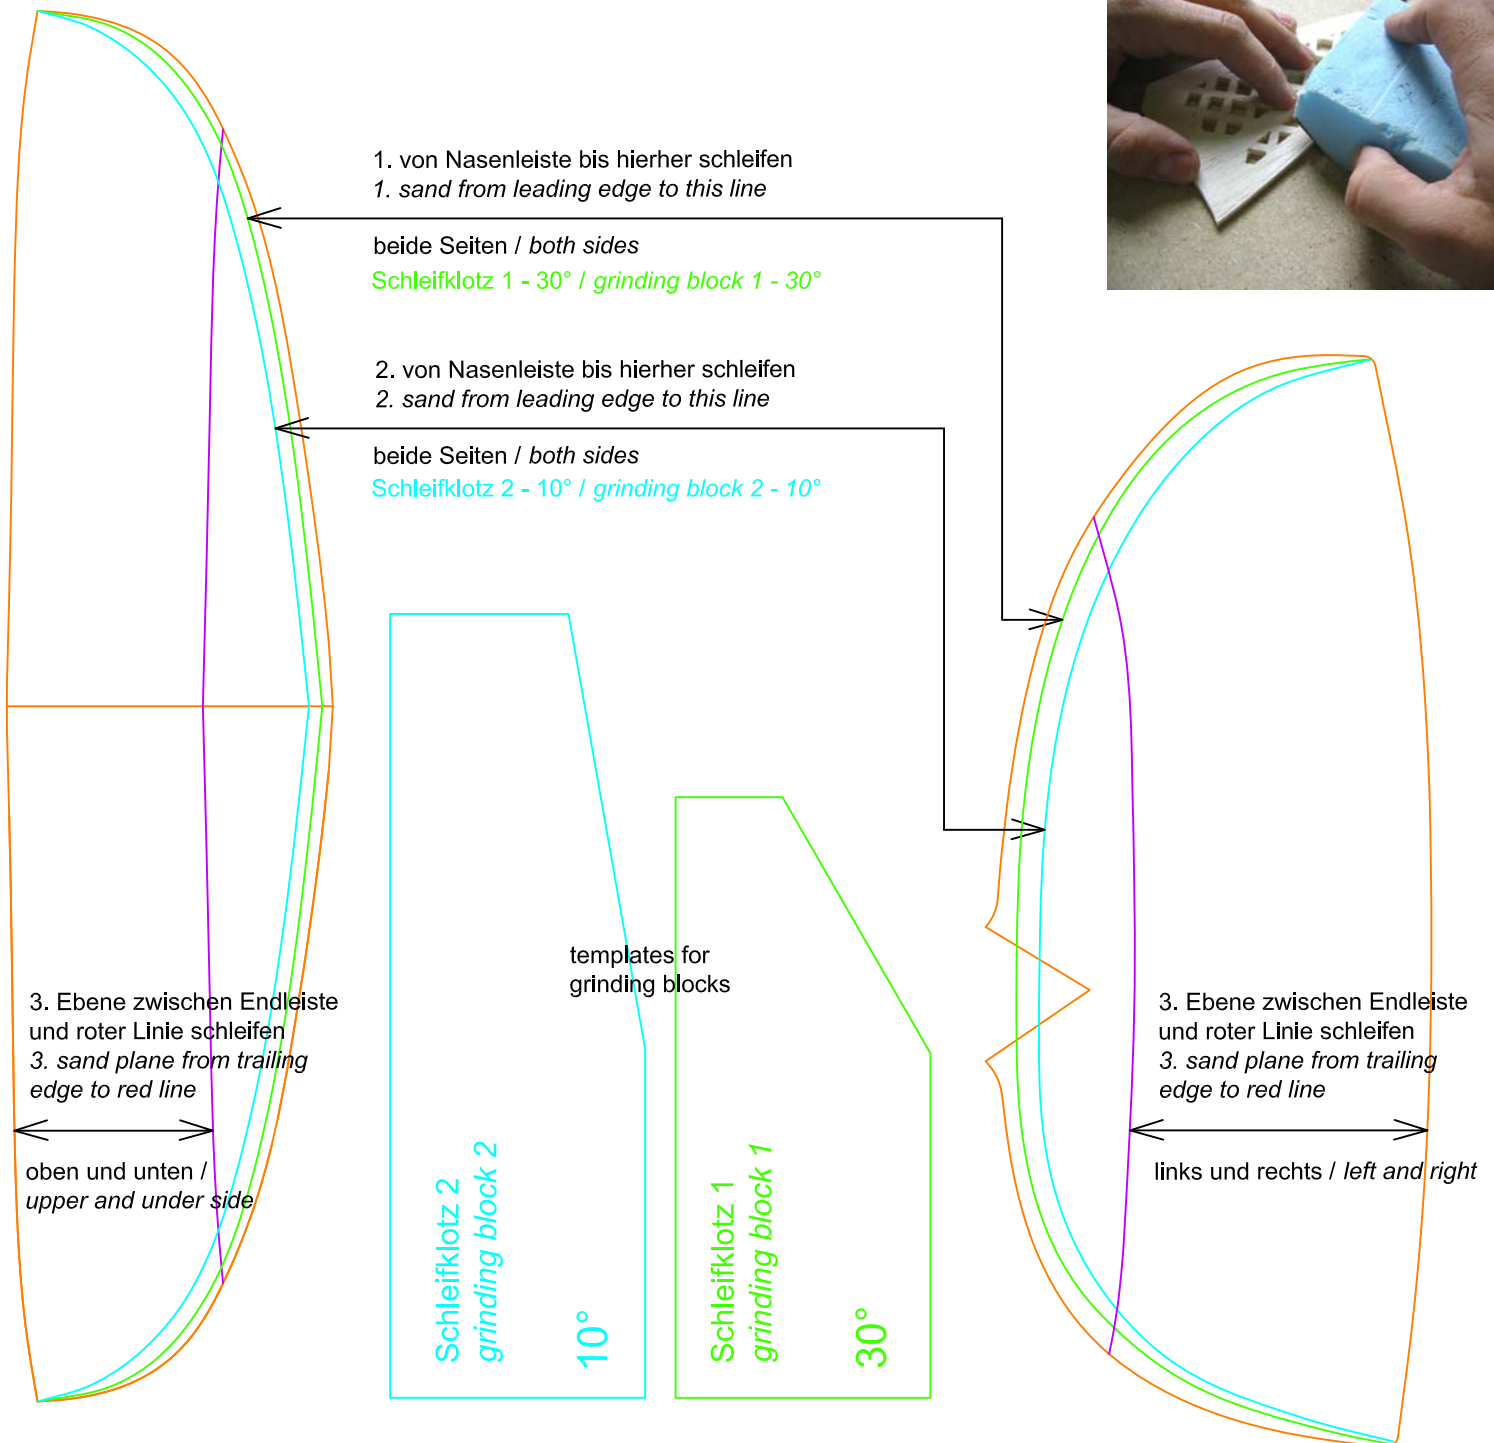 1. von Nasenleiste bis hierher schleifen
1. sand from leading edge to this line
beide Seiten / both sides
Schleifklotz 1 - 30° / grinding block 1 - 30°
2. von Nasenleiste bis hierher schleifen
2. sand from leading edge to this line
beide Seiten / both sides
Schleifklotz 2 - 10° / grinding block 2 - 10°
templates for
grinding blocks
3. Ebene zwischen Endleiste
und roter Linie schleifen
3. sand plane from trailing
edge to red line
oben und unten /
upper and under side
Schleifklotz 2
grinding block 2
10°
Schleifklotz 1
grinding block 1
30°
3. Ebene zwischen Endleiste
und roter Linie schleifen
3. sand plane from trailing
edge to red line
links und rechts / left and right